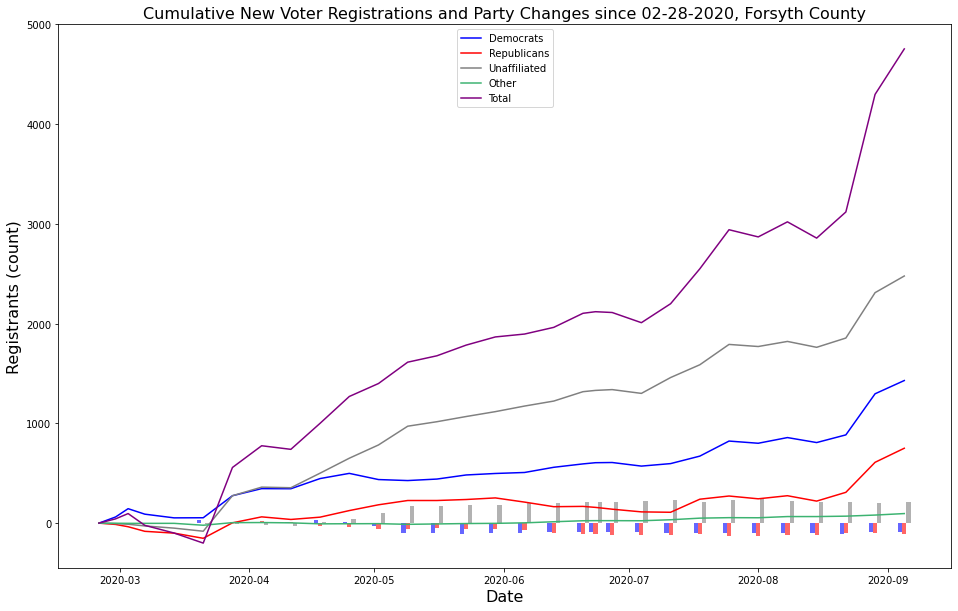 Cumulative New Voter Registrations and Party Changes since 02-28-2020, Forsyth County
Democrats
Republicans
Unaffiliated
Other
Total
Registrants (count)
5000
4000
3000
2000
1000
0
2020-03
2020-04
2020-05
2020-06
2020-07
2020-08
2020-09
Date